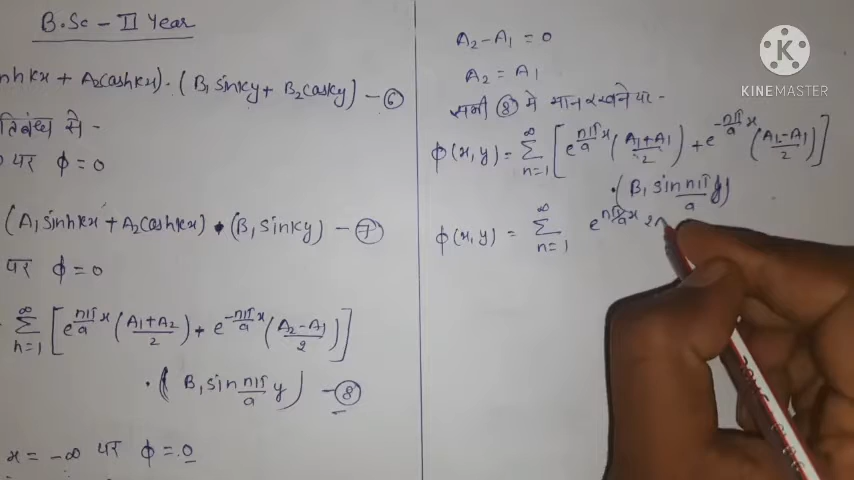 B.Sc - II Year
nhkx + A₂coshkx) · (B₁ sinky + B₂ cosky) - ⑥
तिबंध से -
पर ϕ = 0
(A₁ sinhkx + A₂ coshkx) · (B₁ sinky) - ⑦
पर ϕ = 0
∞ Σ n=1 [e^{nπ/a x} (A₁+A₂/2) + e^{-nπ/a x} (A₂-A₁/2)]
· (B₁ sin nπ/a y) - ⑧
x = -∞ पर ϕ = 0
A₂ - A₁ = 0
A₂ = A₁
समी ⑧ मे मान रखने पर -
ϕ(x, y) = ∞ Σ n=1 [e^{nπ/a x} (A₁+A₁/2) + e^{-nπ/a x} (A₁-A₁/2)]
· (B₁ sin nπ/a y)
ϕ(x, y) = ∞ Σ n=1 e^{nπ/a x} 2
KINEMASTER